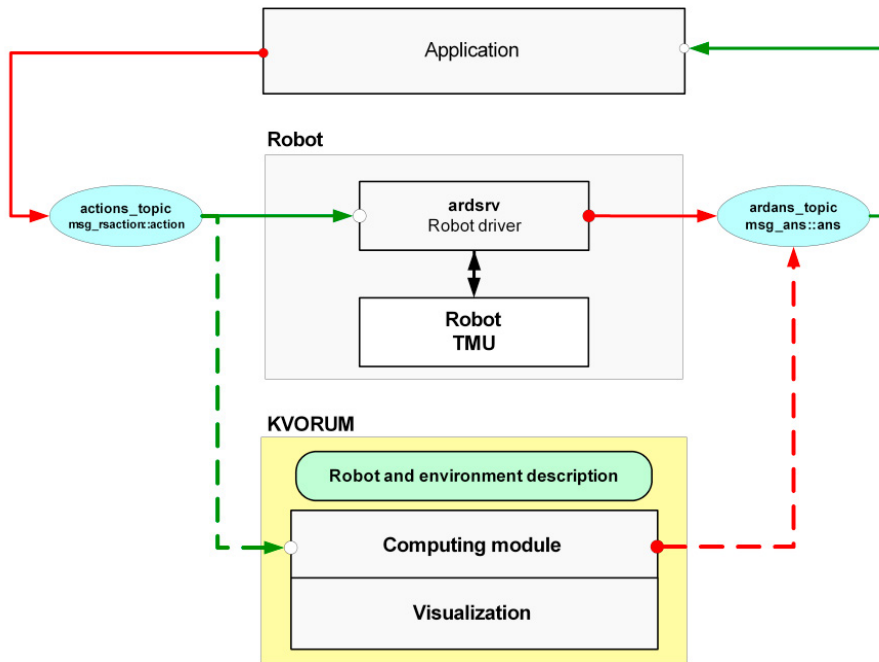 Application
Robot
actions_topic
msg_rsaction::action
ardsrv
Robot driver
ardans_topic
msg_ans::ans
Robot
TMU
KVORUM
Robot and environment description
Computing module
Visualization